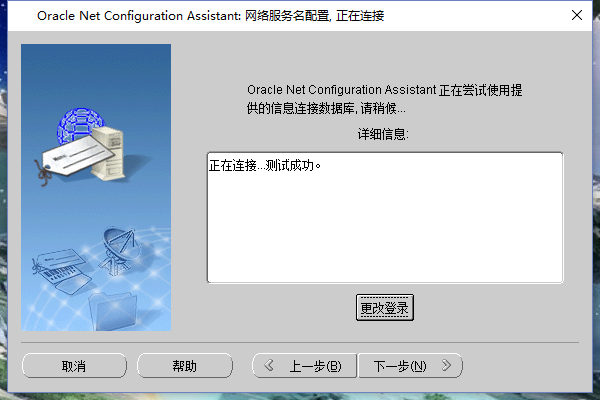 Oracle Net Configuration Assistant: 网络服务名配置, 正在连接
Oracle Net Configuration Assistant 正在尝试使用提
供的信息连接数据库, 请稍候...
详细信息:
正在连接...测试成功。
更改登录
取消
帮助
上一步(B)
下一步(N)